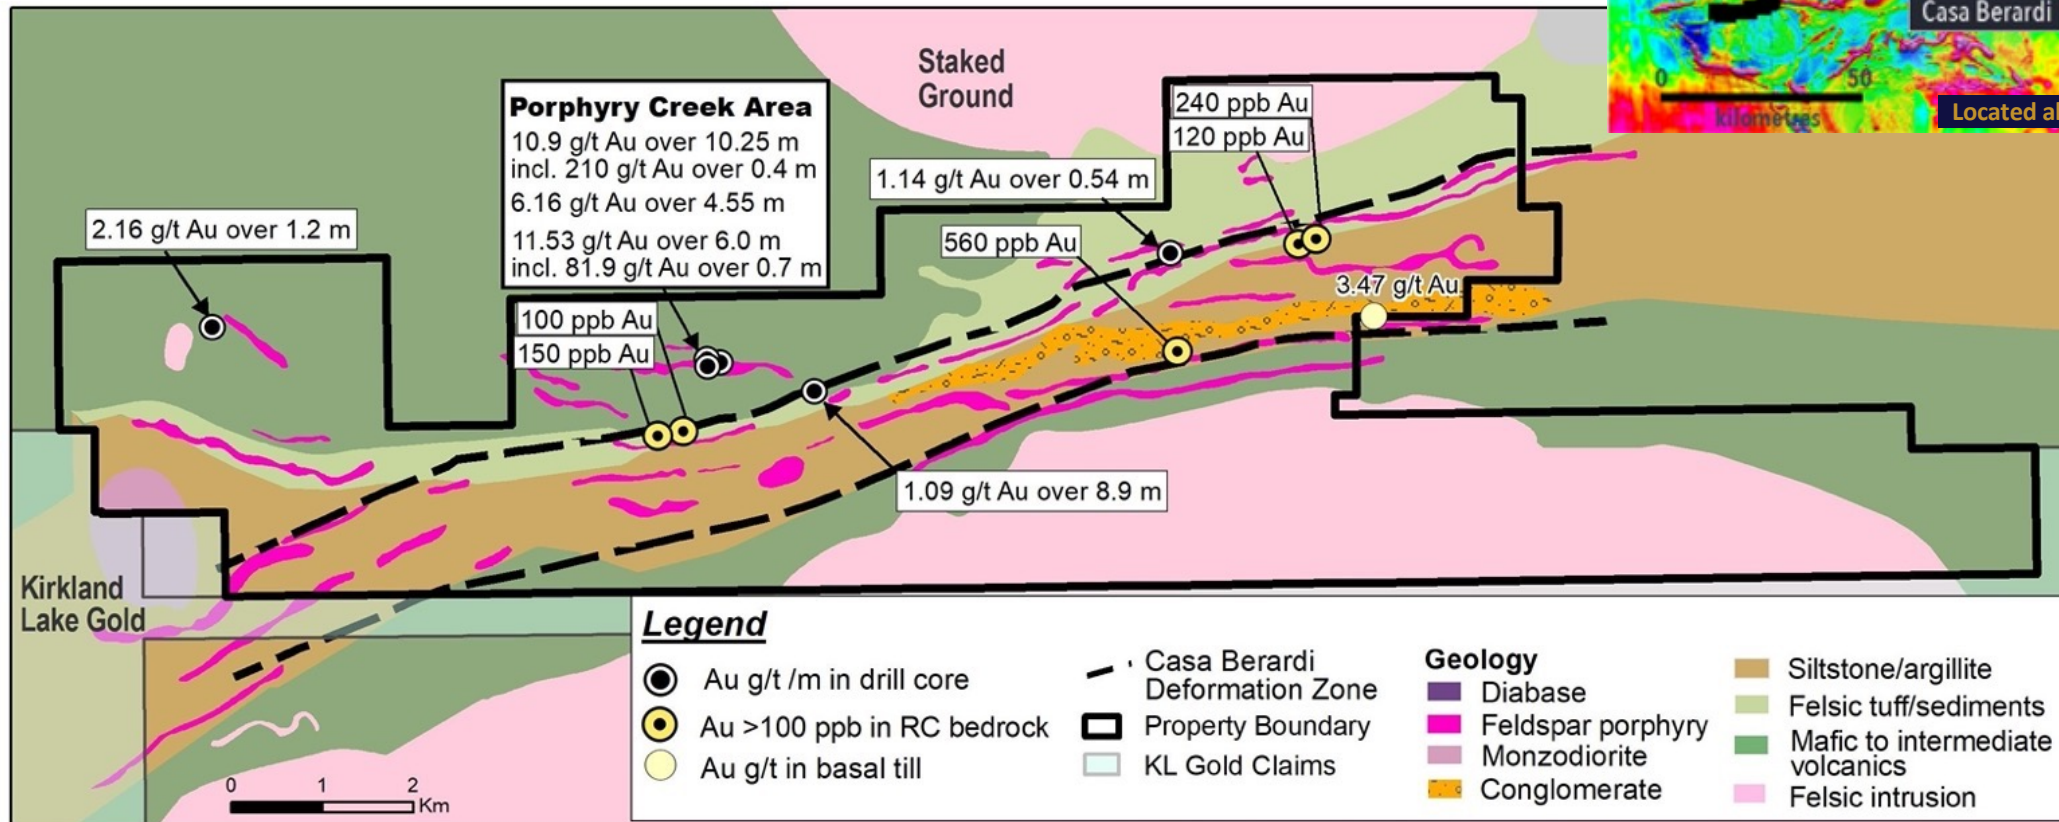 Casa Berardi
0 50
kilometres
Located al
Staked
Ground
Porphyry Creek Area
10.9 g/t Au over 10.25 m
incl. 210 g/t Au over 0.4 m
6.16 g/t Au over 4.55 m
11.53 g/t Au over 6.0 m
incl. 81.9 g/t Au over 0.7 m
240 ppb Au
120 ppb Au
1.14 g/t Au over 0.54 m
2.16 g/t Au over 1.2 m
560 ppb Au
3.47 g/t Au
100 ppb Au
150 ppb Au
1.09 g/t Au over 8.9 m
Kirkland
Lake Gold
0 1 2
Km
Legend
Au g/t /m in drill core
Au >100 ppb in RC bedrock
Au g/t in basal till
Casa Berardi
Deformation Zone
Property Boundary
KL Gold Claims
Geology
Diabase
Feldspar porphyry
Monzodiorite
Conglomerate
Siltstone/argillite
Felsic tuff/sediments
Mafic to intermediate
volcanics
Felsic intrusion